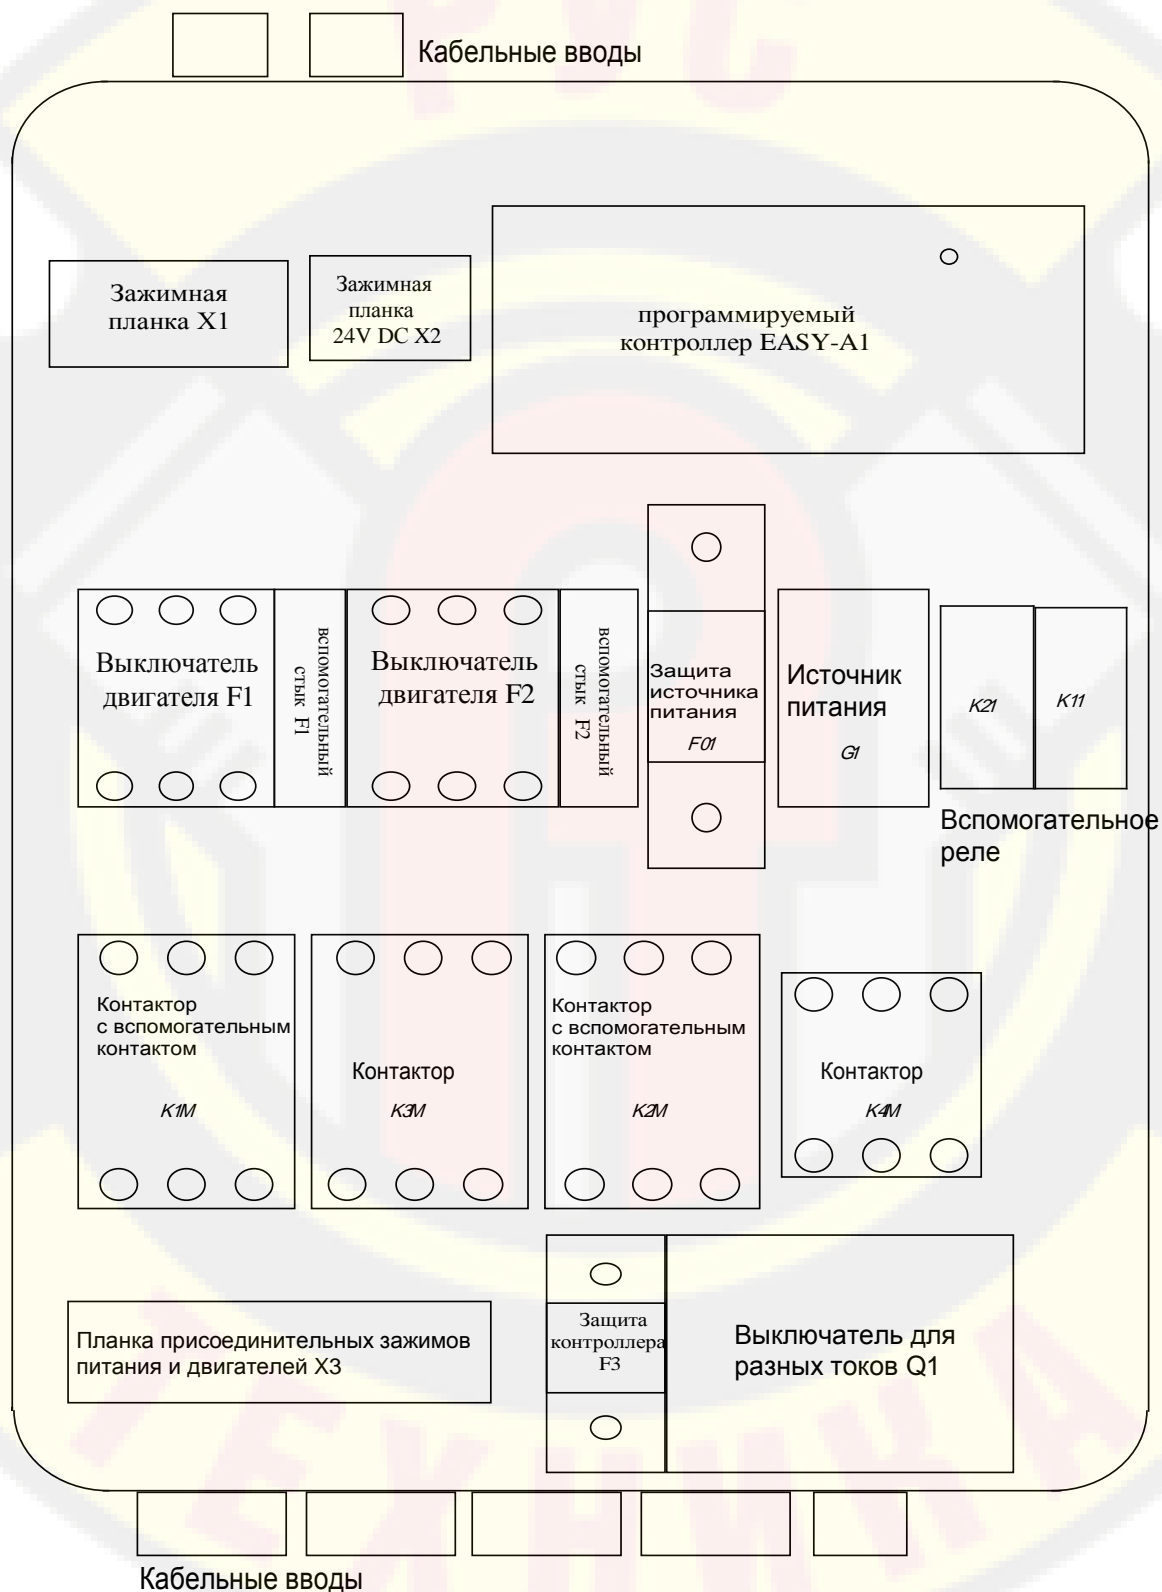 Кабельные вводы
Зажимная
планка X1
Зажимная
планка
24V DC X2
программируемый
контроллер EASY-A1
Выключатель
двигателя F1
вспомогательный
стык F1
Выключатель
двигателя F2
вспомогательный
стык F2
Защита
источника
питания
F01
Источник
питания
G1
K21
K11
Вспомогательное
реле
Контактор
с вспомогательным
контактом
K1M
Контактор
K3M
Контактор
с вспомогательным
контактом
K2M
Контактор
K4M
Планка присоединительных зажимов
питания и двигателей X3
Защита
контроллера
F3
Выключатель для
разных токов Q1
Кабельные вводы
РУС
ТЕХНИКА